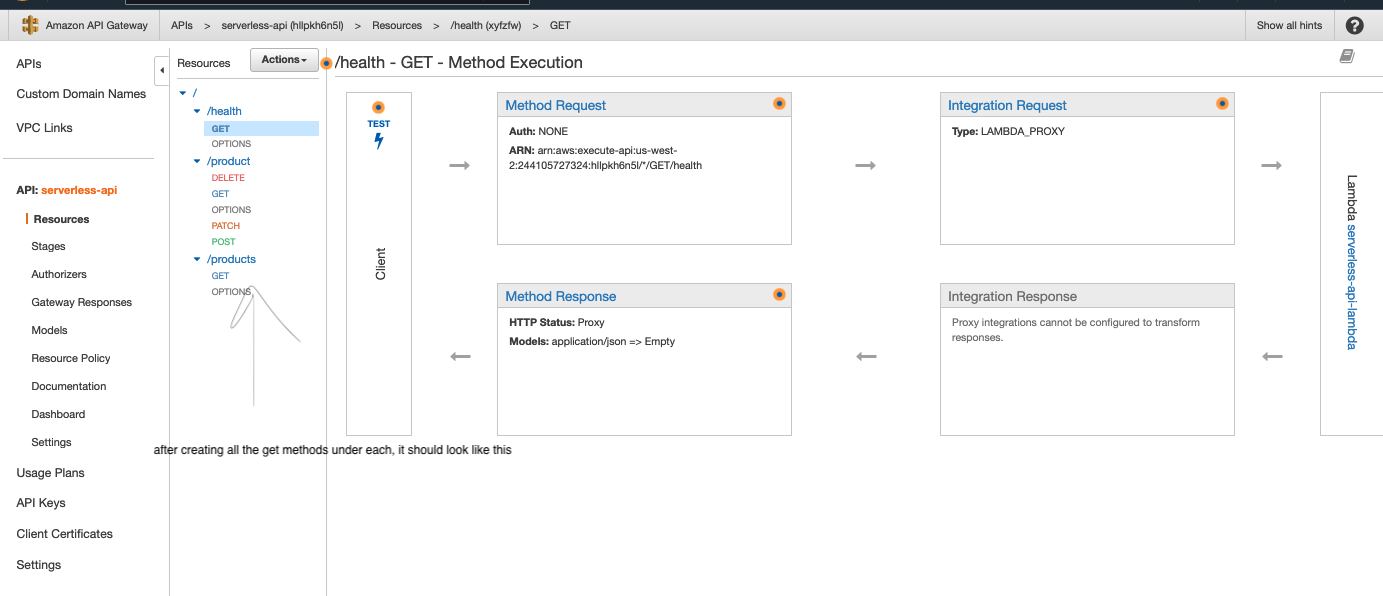 Amazon API Gateway
APIs > serverless-api (hllpkh6n5l) > Resources > /health (xyfzfw) > GET
Show all hints
?
APIs
Custom Domain Names
VPC Links
API: serverless-api
Resources
Stages
Authorizers
Gateway Responses
Models
Resource Policy
Documentation
Dashboard
Settings
Usage Plans
API Keys
Client Certificates
Settings
Resources
Actions
/
/health
GET
OPTIONS
/product
DELETE
GET
OPTIONS
PATCH
POST
/products
GET
OPTIONS
after creating all the get methods under each, it should look like this
/health - GET - Method Execution
TEST
Client
Method Request
Auth: NONE
ARN: arn:aws:execute-api:us-west-
2:244105727324:hllpkh6n5l/*/GET/health
Integration Request
Type: LAMBDA_PROXY
Method Response
HTTP Status: Proxy
Models: application/json => Empty
Integration Response
Proxy integrations cannot be configured to transform
responses.
Lambda serverless-api-lambda